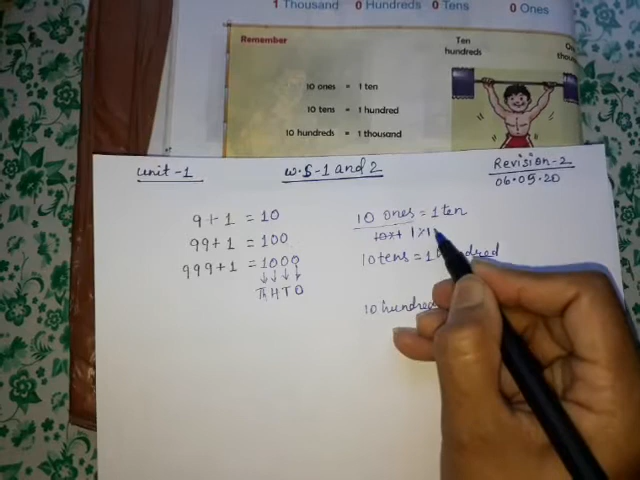 1 Thousand 0 Hundreds 0 Tens 0 Ones
Remember
Ten
hundreds
10 ones = 1 ten
10 tens = 1 hundred
10 hundreds = 1 thousand
Unit-1
W.S-1 and 2
Revision-2
06.05.20
9+1 = 10
99+1 = 100
999+1 = 1000
Th H T O
10 ones = 1 ten
10 tens = 1 hundred
10 hundred